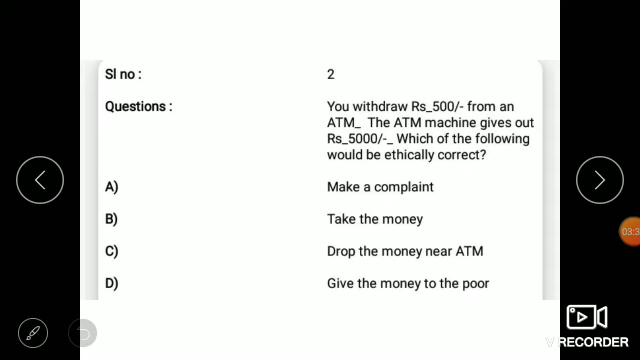 Sl no : 2
Questions : You withdraw Rs_500/- from an
ATM_ The ATM machine gives out
Rs_5000/-_ Which of the following
would be ethically correct?
A) Make a complaint
B) Take the money
C) Drop the money near ATM
D) Give the money to the poor
03:3
V RECORDER